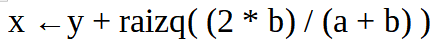 x ←y + raizq( (2 * b) / (a + b) )